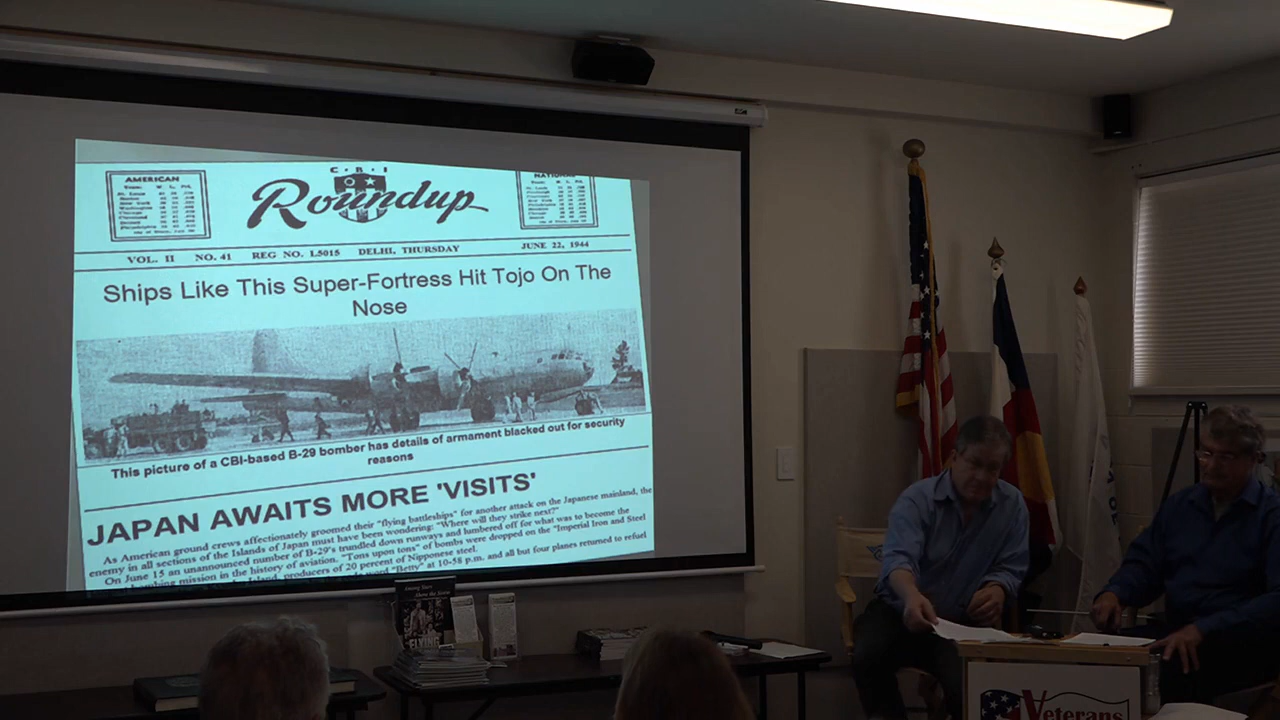 AMERICAN
C·B·I
Roundup
NATIONAL
VOL. II NO. 41 REG NO. L5015 DELHI, THURSDAY JUNE 22, 1944
Ships Like This Super-Fortress Hit Tojo On The
Nose
This picture of a CBI-based B-29 bomber has details of armament blacked out for security
reasons
JAPAN AWAITS MORE 'VISITS'
As American ground crews affectionately groomed their "flying battleships" for another attack on the Japanese mainland, the
enemy in all sections of the Islands of Japan must have been wondering: "Where will they strike next?"
On June 15 an unannounced number of B-29's trundled down runways and lumbered off for what was to become the
bombing mission in the history of aviation. "Tons upon tons" of bombs were dropped on the "Imperial Iron and Steel
Island, producers of 20 percent of Nipponese steel.
word "Betty" at 10-58 p.m. and all but four planes returned to refuel
FLYING
Veterans